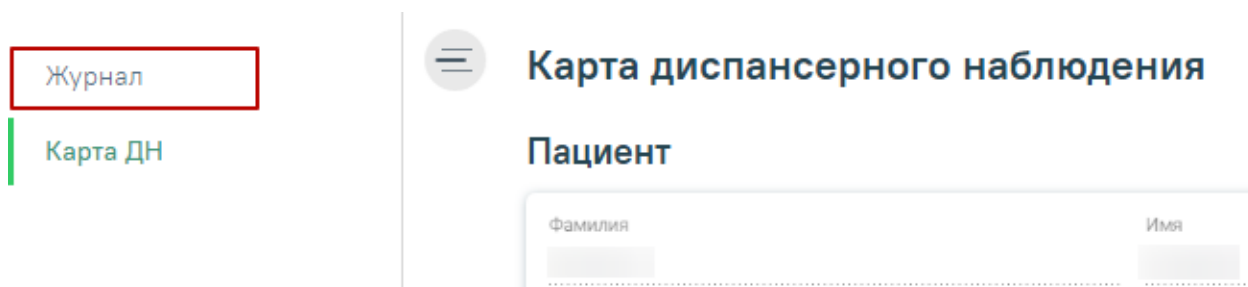 Журнал
Карта ДН
Карта диспансерного наблюдения
Пациент
Фамилия
Имя